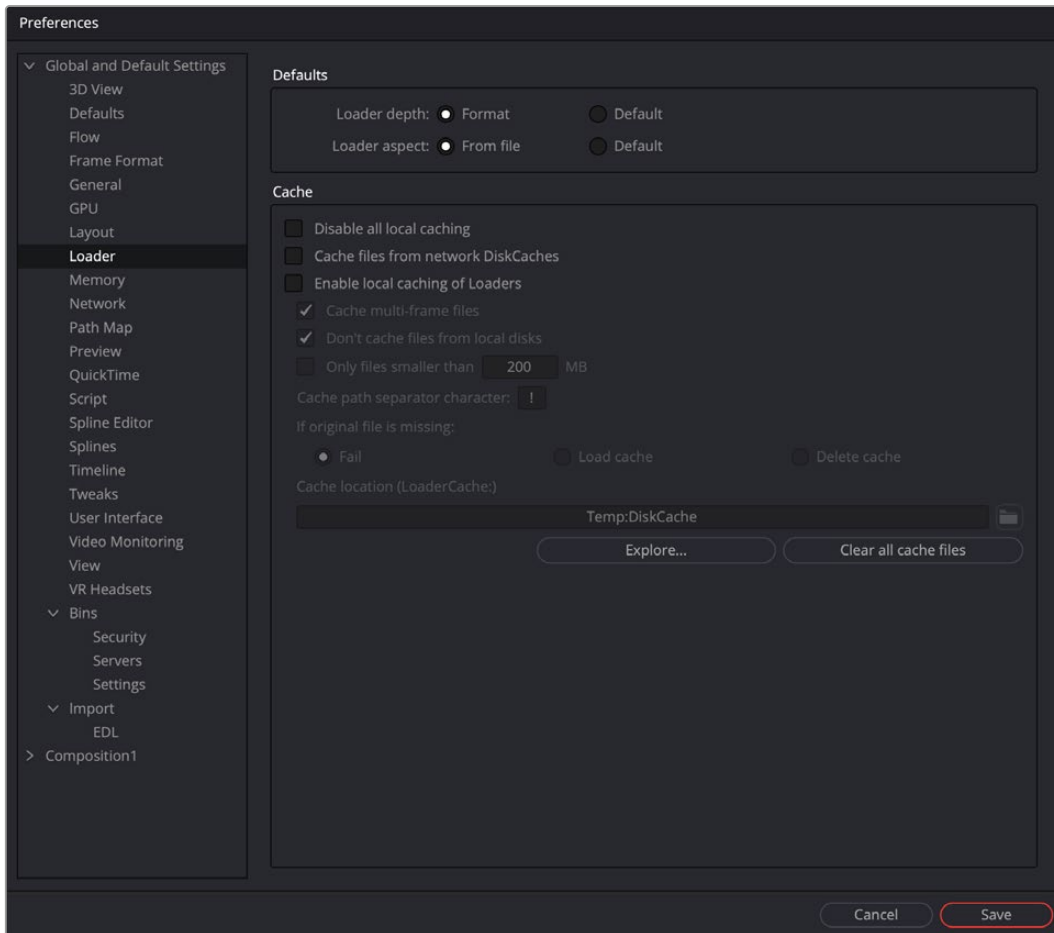 Preferences
Global and Default Settings
3D View
Defaults
Flow
Frame Format
General
GPU
Layout
Loader
Memory
Network
Path Map
Preview
QuickTime
Script
Spline Editor
Splines
Timeline
Tweaks
User Interface
Video Monitoring
View
VR Headsets
Bins
Security
Servers
Settings
Import
EDL
Composition1
Defaults
Loader depth: Format Default
Loader aspect: From file Default
Cache
Disable all local caching
Cache files from network DiskCaches
Enable local caching of Loaders
Cache multi-frame files
Don't cache files from local disks
Only files smaller than 200 MB
Cache path separator character: !
If original file is missing:
Fail Load cache Delete cache
Cache location (LoaderCache:)
Temp:DiskCache
Explore... Clear all cache files
Cancel Save